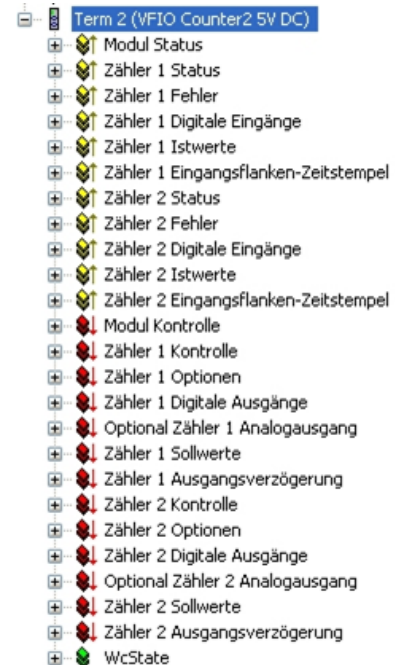 Term 2 (VFIO Counter2 5V DC)
Modul Status
Zähler 1 Status
Zähler 1 Fehler
Zähler 1 Digitale Eingänge
Zähler 1 Istwerte
Zähler 1 Eingangsflanken-Zeitstempel
Zähler 2 Status
Zähler 2 Fehler
Zähler 2 Digitale Eingänge
Zähler 2 Istwerte
Zähler 2 Eingangsflanken-Zeitstempel
Modul Kontrolle
Zähler 1 Kontrolle
Zähler 1 Optionen
Zähler 1 Digitale Ausgänge
Optional Zähler 1 Analogausgang
Zähler 1 Sollwerte
Zähler 1 Ausgangsverzögerung
Zähler 2 Kontrolle
Zähler 2 Optionen
Zähler 2 Digitale Ausgänge
Optional Zähler 2 Analogausgang
Zähler 2 Sollwerte
Zähler 2 Ausgangsverzögerung
WcState